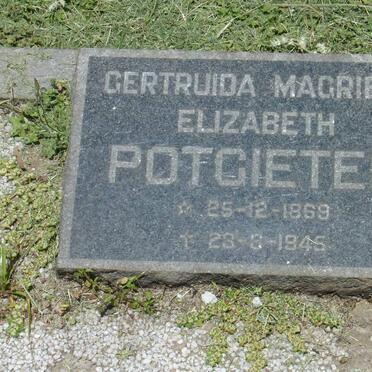 GERTRUIDA MAGRIE
ELIZABETH
POTGIETE
☆ 25-12-1869
✝ 23-8-1945